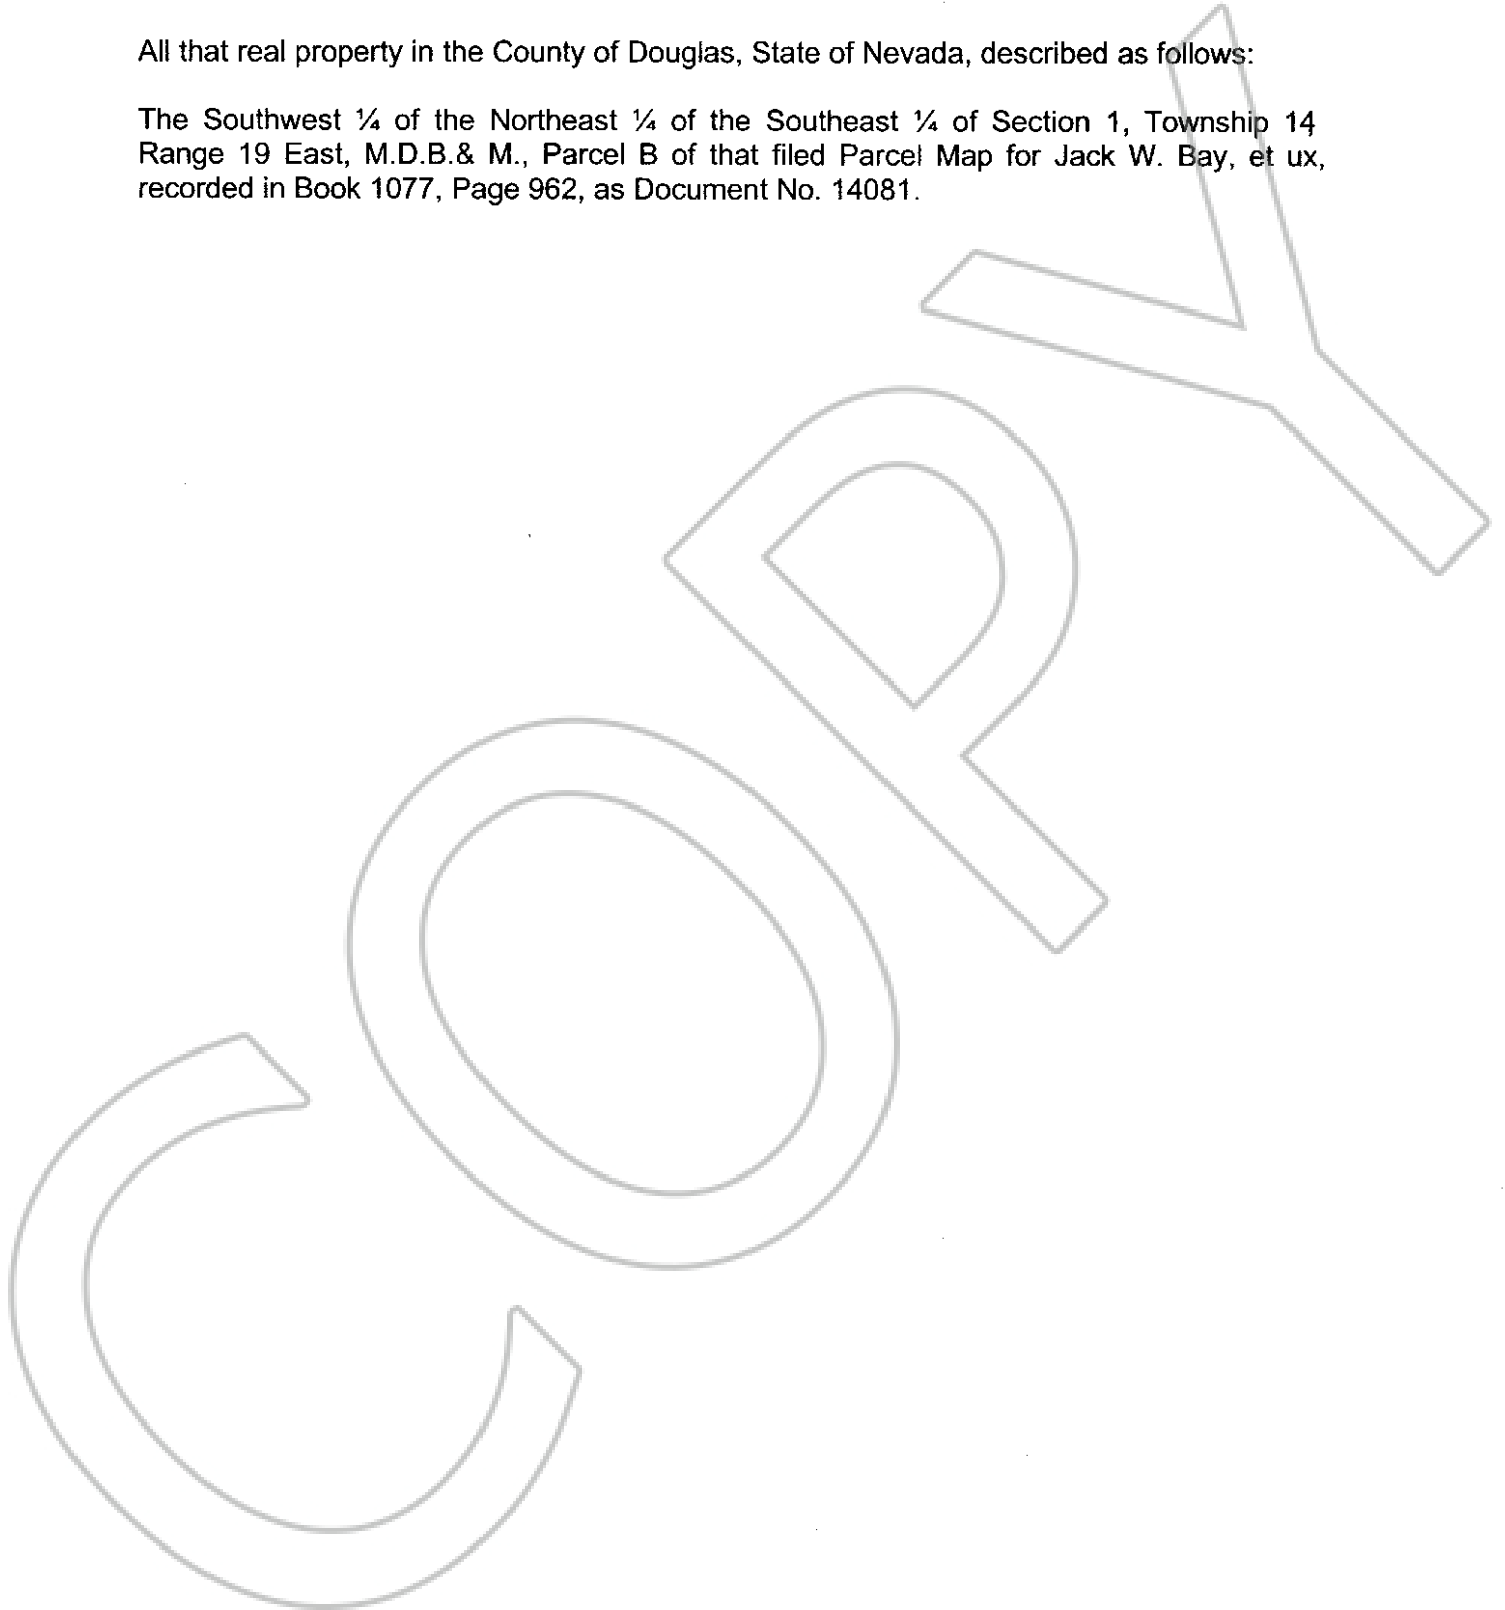 All that real property in the County of Douglas, State of Nevada, described as follows:
The Southwest ¼ of the Northeast ¼ of the Southeast ¼ of Section 1, Township 14
Range 19 East, M.D.B.& M., Parcel B of that filed Parcel Map for Jack W. Bay, et ux,
recorded in Book 1077, Page 962, as Document No. 14081.
COPY